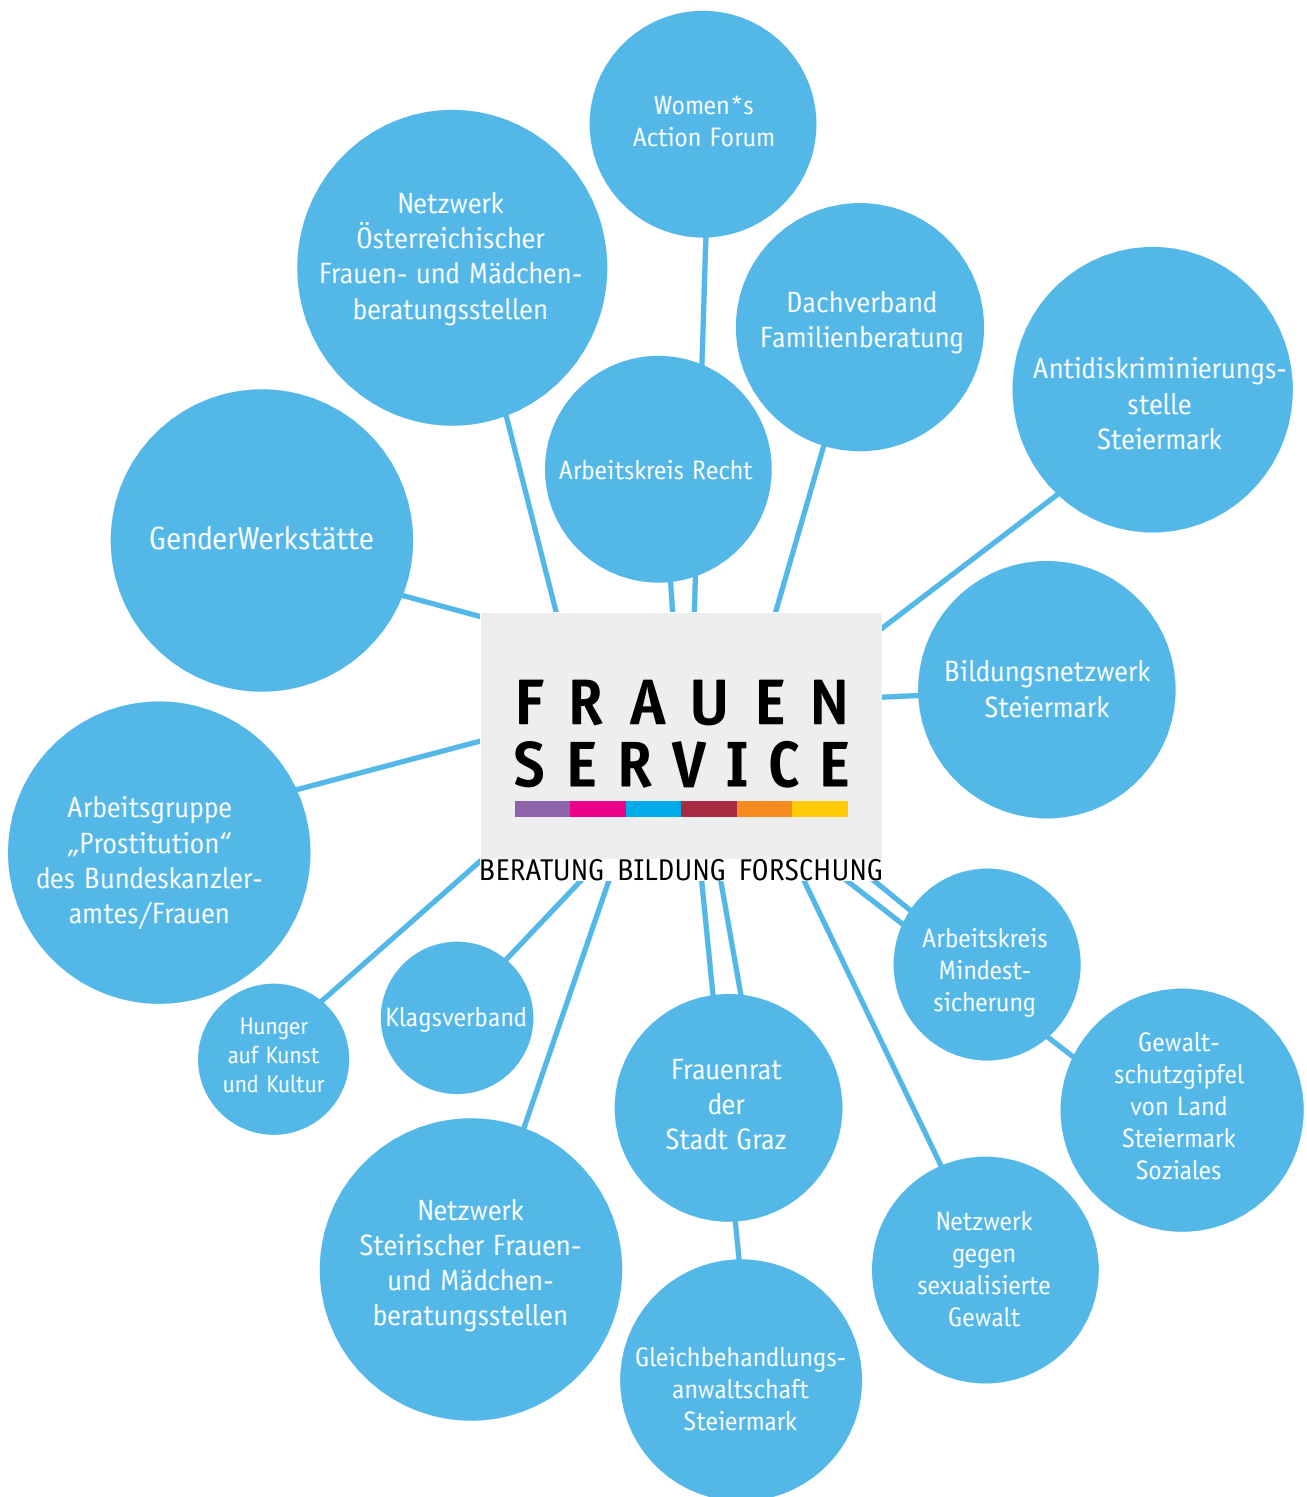 Women*s
Action Forum
Netzwerk
Österreichischer
Frauen- und Mädchen-
beratungsstellen
Dachverband
Familienberatung
Antidiskriminierungs-
stelle
Steiermark
Arbeitskreis Recht
GenderWerkstätte
Bildungsnetzwerk
Steiermark
FRAUEN
SERVICE
BERATUNG BILDUNG FORSCHUNG
Arbeitsgruppe
„Prostitution“
des Bundeskanzler-
amtes/Frauen
Arbeitskreis
Mindest-
sicherung
Klagsverband
Hunger
auf Kunst
und Kultur
Frauenrat
der
Stadt Graz
Gewalt-
schutzgipfel
von Land
Steiermark
Soziales
Netzwerk
Steirischer Frauen-
und Mädchen-
beratungsstellen
Netzwerk
gegen
sexualisierte
Gewalt
Gleichbehandlungs-
anwaltschaft
Steiermark